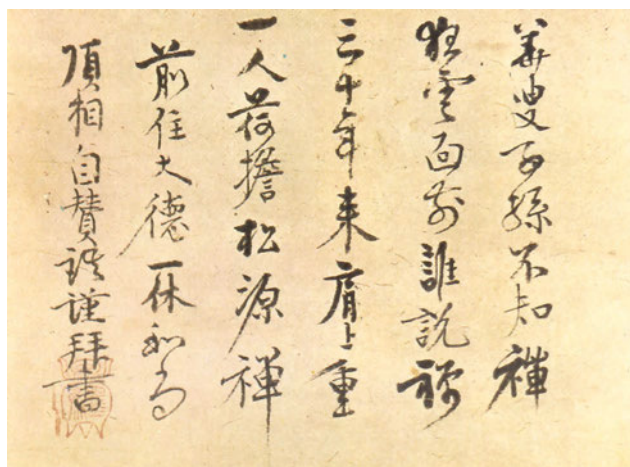 華叟子孫不知禅
狂雲面前誰説禅
三十年来肩上重
一人荷擔松源禅
前住大徳一休和尚
頂相自賛 謹拝書